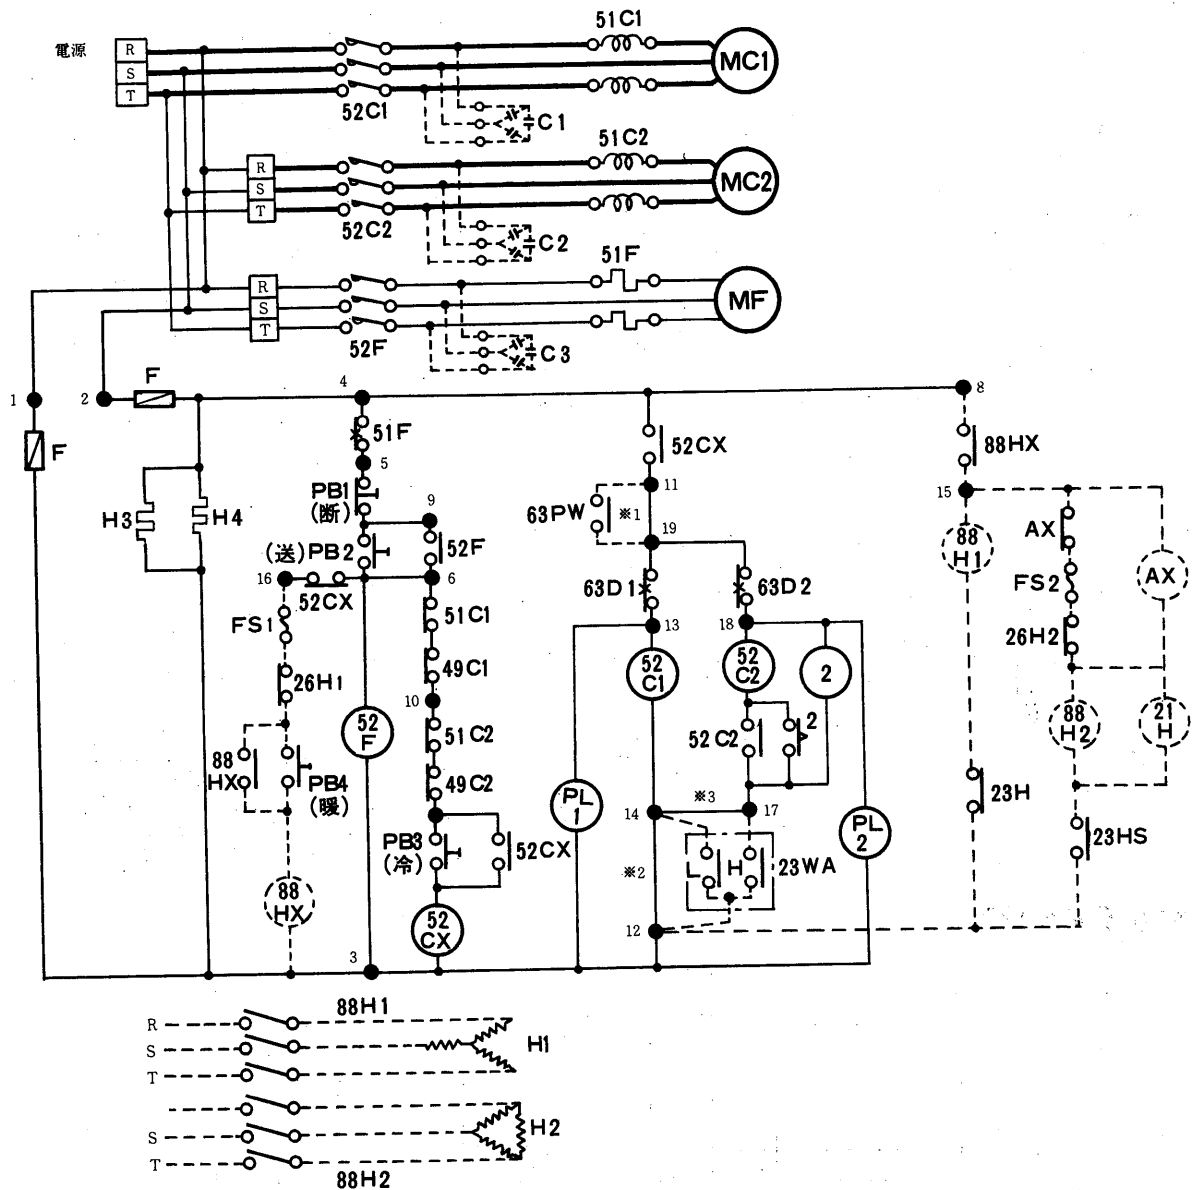 電源
R
S
T
52C1
51C1
MC1
C1
R
S
T
52C2
51C2
MC2
C2
R
S
T
52F
51F
MF
C3
1
2
F
F
4
8
51F
5
PB1
(断)
9
(送) PB2
52F
16
52CX
6
H3
H4
FS1
26H1
51C1
49C1
10
51C2
49C2
52
F
88
HX
PB4
(暖)
88
HX
PB3
(冷)
52CX
52
CX
3
52CX
11
63PW
※1
19
63D1
63D2
13
18
52
C1
52
C2
2
52C2
2
PL
1
※3
14
17
PL
2
※2
L
H
23WA
12
88HX
15
88
H1
AX
FS2
26H2
AX
88
H2
21
H
23H
23HS
88H1
R
S
T
H1
S
T
H2
88H2